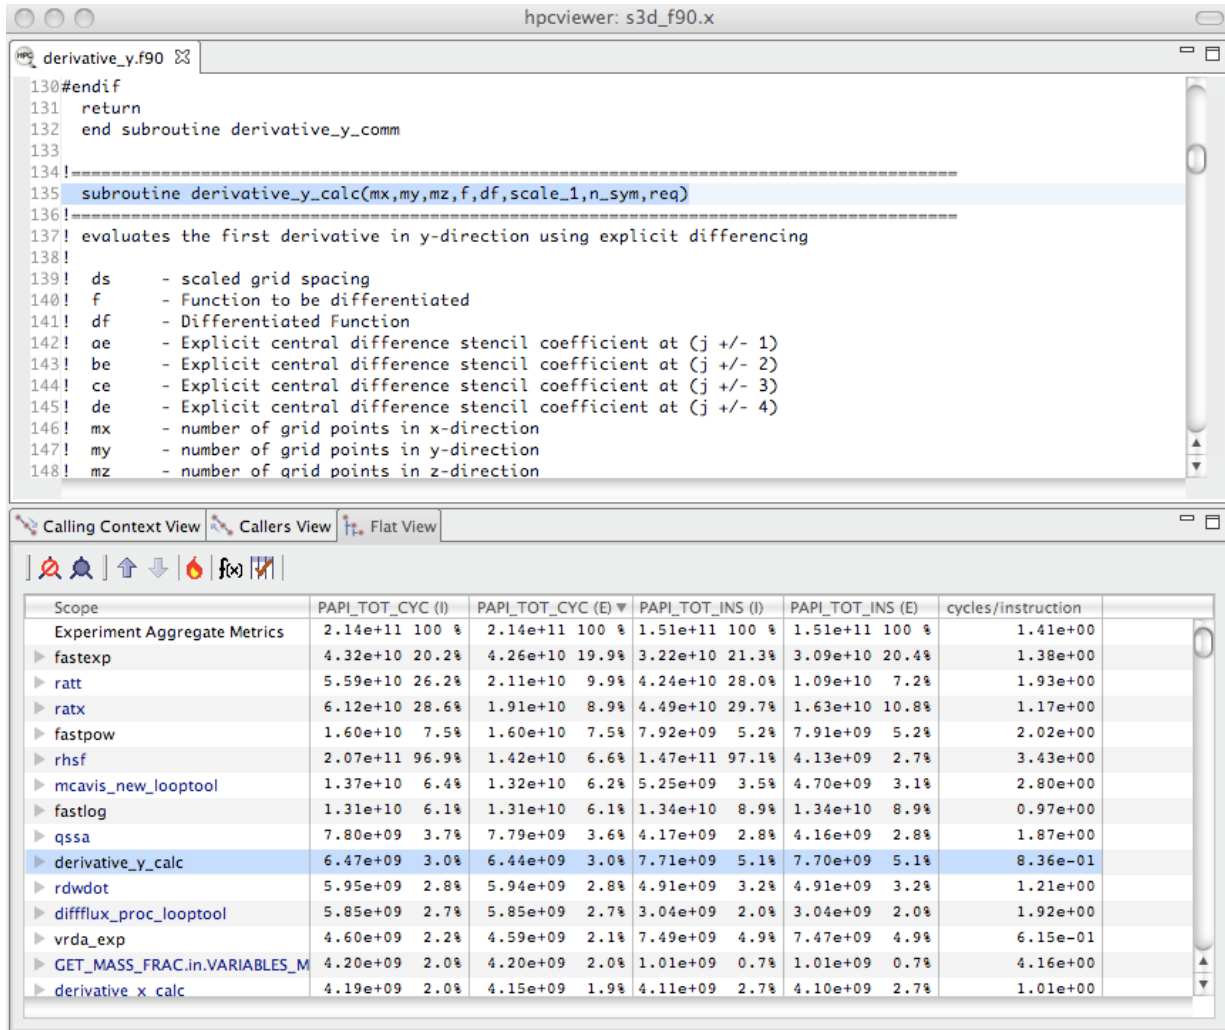 hpcviewer: s3d_f90.x
derivative_y.f90
130 #endif
131 return
132 end subroutine derivative_y_comm
133
134 !=========================================================================================
135 subroutine derivative_y_calc(mx,my,mz,f,df,scale_1,n_sym,req)
136 !=========================================================================================
137 ! evaluates the first derivative in y-direction using explicit differencing
138 !
139 ! ds - scaled grid spacing
140 ! f - Function to be differentiated
141 ! df - Differentiated Function
142 ! ae - Explicit central difference stencil coefficient at (j +/- 1)
143 ! be - Explicit central difference stencil coefficient at (j +/- 2)
144 ! ce - Explicit central difference stencil coefficient at (j +/- 3)
145 ! de - Explicit central difference stencil coefficient at (j +/- 4)
146 ! mx - number of grid points in x-direction
147 ! my - number of grid points in y-direction
148 ! mz - number of grid points in z-direction
Calling Context View Callers View Flat View
f(x)
Scope PAPI_TOT_CYC (I) PAPI_TOT_CYC (E) PAPI_TOT_INS (I) PAPI_TOT_INS (E) cycles/instruction
Experiment Aggregate Metrics 2.14e+11 100 % 2.14e+11 100 % 1.51e+11 100 % 1.51e+11 100 % 1.41e+00
fastexp 4.32e+10 20.2% 4.26e+10 19.9% 3.22e+10 21.3% 3.09e+10 20.4% 1.38e+00
ratt 5.59e+10 26.2% 2.11e+10 9.9% 4.24e+10 28.0% 1.09e+10 7.2% 1.93e+00
ratx 6.12e+10 28.6% 1.91e+10 8.9% 4.49e+10 29.7% 1.63e+10 10.8% 1.17e+00
fastpow 1.60e+10 7.5% 1.60e+10 7.5% 7.92e+09 5.2% 7.91e+09 5.2% 2.02e+00
rhsf 2.07e+11 96.9% 1.42e+10 6.6% 1.47e+11 97.1% 4.13e+09 2.7% 3.43e+00
mcavis_new_looptool 1.37e+10 6.4% 1.32e+10 6.2% 5.25e+09 3.5% 4.70e+09 3.1% 2.80e+00
fastlog 1.31e+10 6.1% 1.31e+10 6.1% 1.34e+10 8.9% 1.34e+10 8.9% 0.97e+00
qssa 7.80e+09 3.7% 7.79e+09 3.6% 4.17e+09 2.8% 4.16e+09 2.8% 1.87e+00
derivative_y_calc 6.47e+09 3.0% 6.44e+09 3.0% 7.71e+09 5.1% 7.70e+09 5.1% 8.36e-01
rdwdot 5.95e+09 2.8% 5.94e+09 2.8% 4.91e+09 3.2% 4.91e+09 3.2% 1.21e+00
diffflux_proc_looptool 5.85e+09 2.7% 5.85e+09 2.7% 3.04e+09 2.0% 3.04e+09 2.0% 1.92e+00
vrda_exp 4.60e+09 2.2% 4.59e+09 2.1% 7.49e+09 4.9% 7.47e+09 4.9% 6.15e-01
GET_MASS_FRAC.in.VARIABLES_M 4.20e+09 2.0% 4.20e+09 2.0% 1.01e+09 0.7% 1.01e+09 0.7% 4.16e+00
derivative_x_calc 4.19e+09 2.0% 4.15e+09 1.9% 4.11e+09 2.7% 4.10e+09 2.7% 1.01e+00